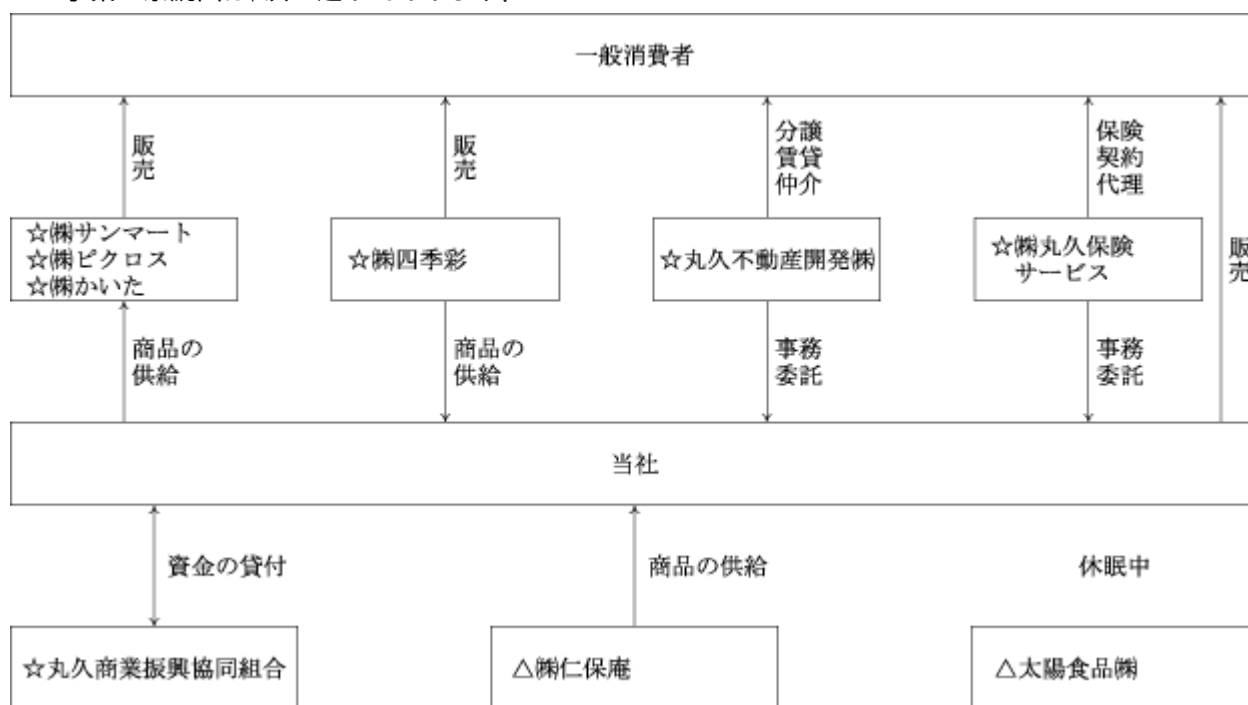 一般消費者
販売
販売
分譲
賃貸
仲介
保険
契約
代理
販売
☆㈱サンマート
☆㈱ピクロス
☆㈱かいた
☆㈱四季彩
☆丸久不動産開発㈱
☆㈱丸久保険
サービス
商品の
供給
商品の
供給
事務
委託
事務
委託
当社
資金の貸付
商品の供給
休眠中
☆丸久商業振興協同組合
△㈱仁保庵
△太陽食品㈱